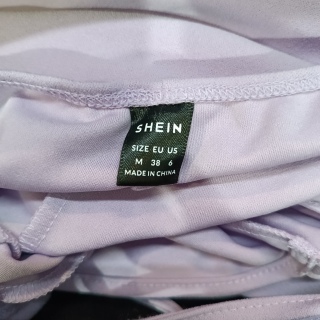 SHEIN
SIZE EU US
M 38 6
MADE IN CHINA